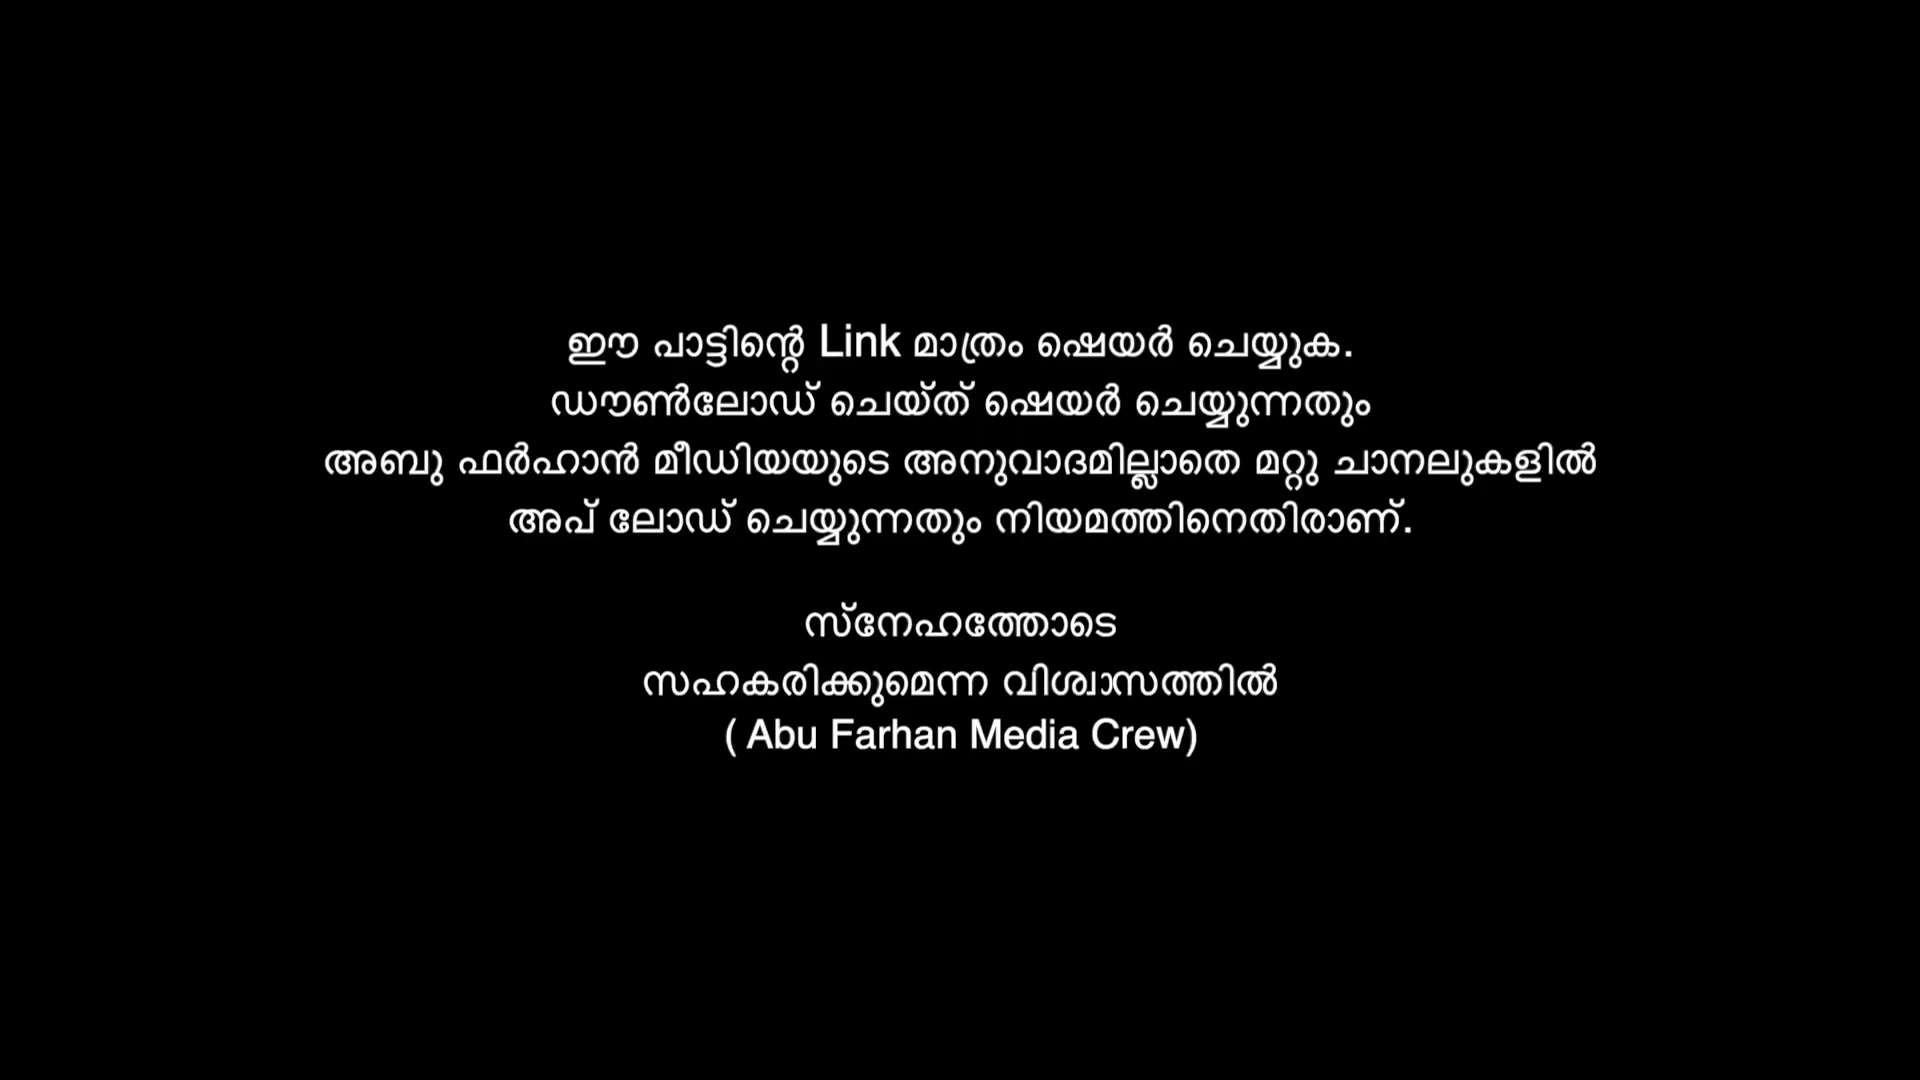 ഈ പാട്ടിന്റെ Link മാത്രം ഷെയർ ചെയ്യുക.
ഡൗൺലോഡ് ചെയ്ത് ഷെയർ ചെയ്യുന്നതും
അബു ഫർഹാൻ മീഡിയയുടെ അനുവാദമില്ലാതെ മറ്റു ചാനലുകളിൽ
അപ് ലോഡ് ചെയ്യുന്നതും നിയമത്തിനെതിരാണ്.
സ്നേഹത്തോടെ
സഹകരിക്കുമെന്ന വിശ്വാസത്തിൽ
( Abu Farhan Media Crew)